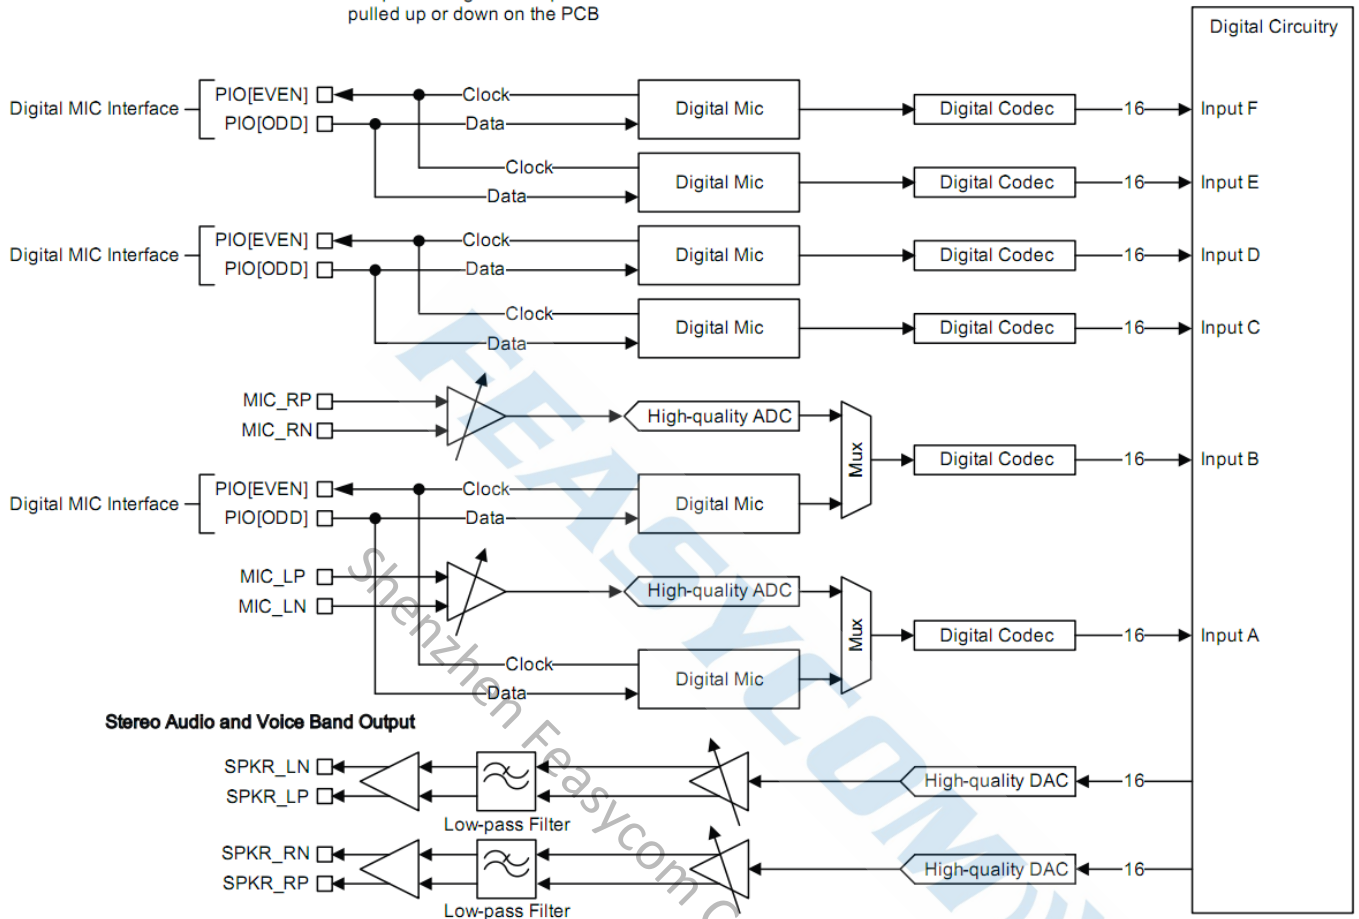 pulled up or down on the PCB
Digital Circuitry
Digital MIC Interface
PIO[EVEN]
PIO[ODD]
Clock
Data
Digital Mic
Digital Codec
16
Input F
Clock
Data
Digital Mic
Digital Codec
16
Input E
Digital MIC Interface
PIO[EVEN]
PIO[ODD]
Clock
Data
Digital Mic
Digital Codec
16
Input D
Clock
Data
Digital Mic
Digital Codec
16
Input C
MIC_RP
MIC_RN
High-quality ADC
Mux
Digital Codec
16
Input B
Digital MIC Interface
PIO[EVEN]
PIO[ODD]
Clock
Data
Digital Mic
MIC_LP
MIC_LN
High-quality ADC
Mux
Digital Codec
16
Input A
Clock
Data
Digital Mic
Stereo Audio and Voice Band Output
SPKR_LN
SPKR_LP
Low-pass Filter
High-quality DAC
16
SPKR_RN
SPKR_RP
Low-pass Filter
High-quality DAC
16
FEASYCOM
Shenzhen Feasycom